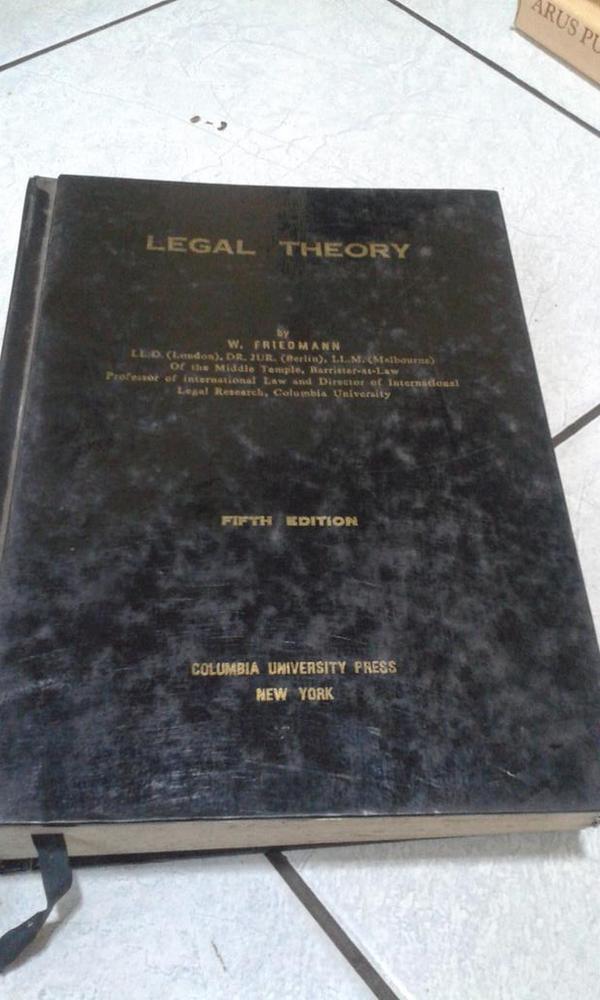 ARUS PU
LEGAL THEORY
by
W. FRIEDMANN
LL.D. (London), DR. JUR. (Berlin), LL.M. (Melbourne)
Of the Middle Temple, Barrister-at-Law
Professor of International Law and Director of International
Legal Research, Columbia University
FIFTH EDITION
COLUMBIA UNIVERSITY PRESS
NEW YORK